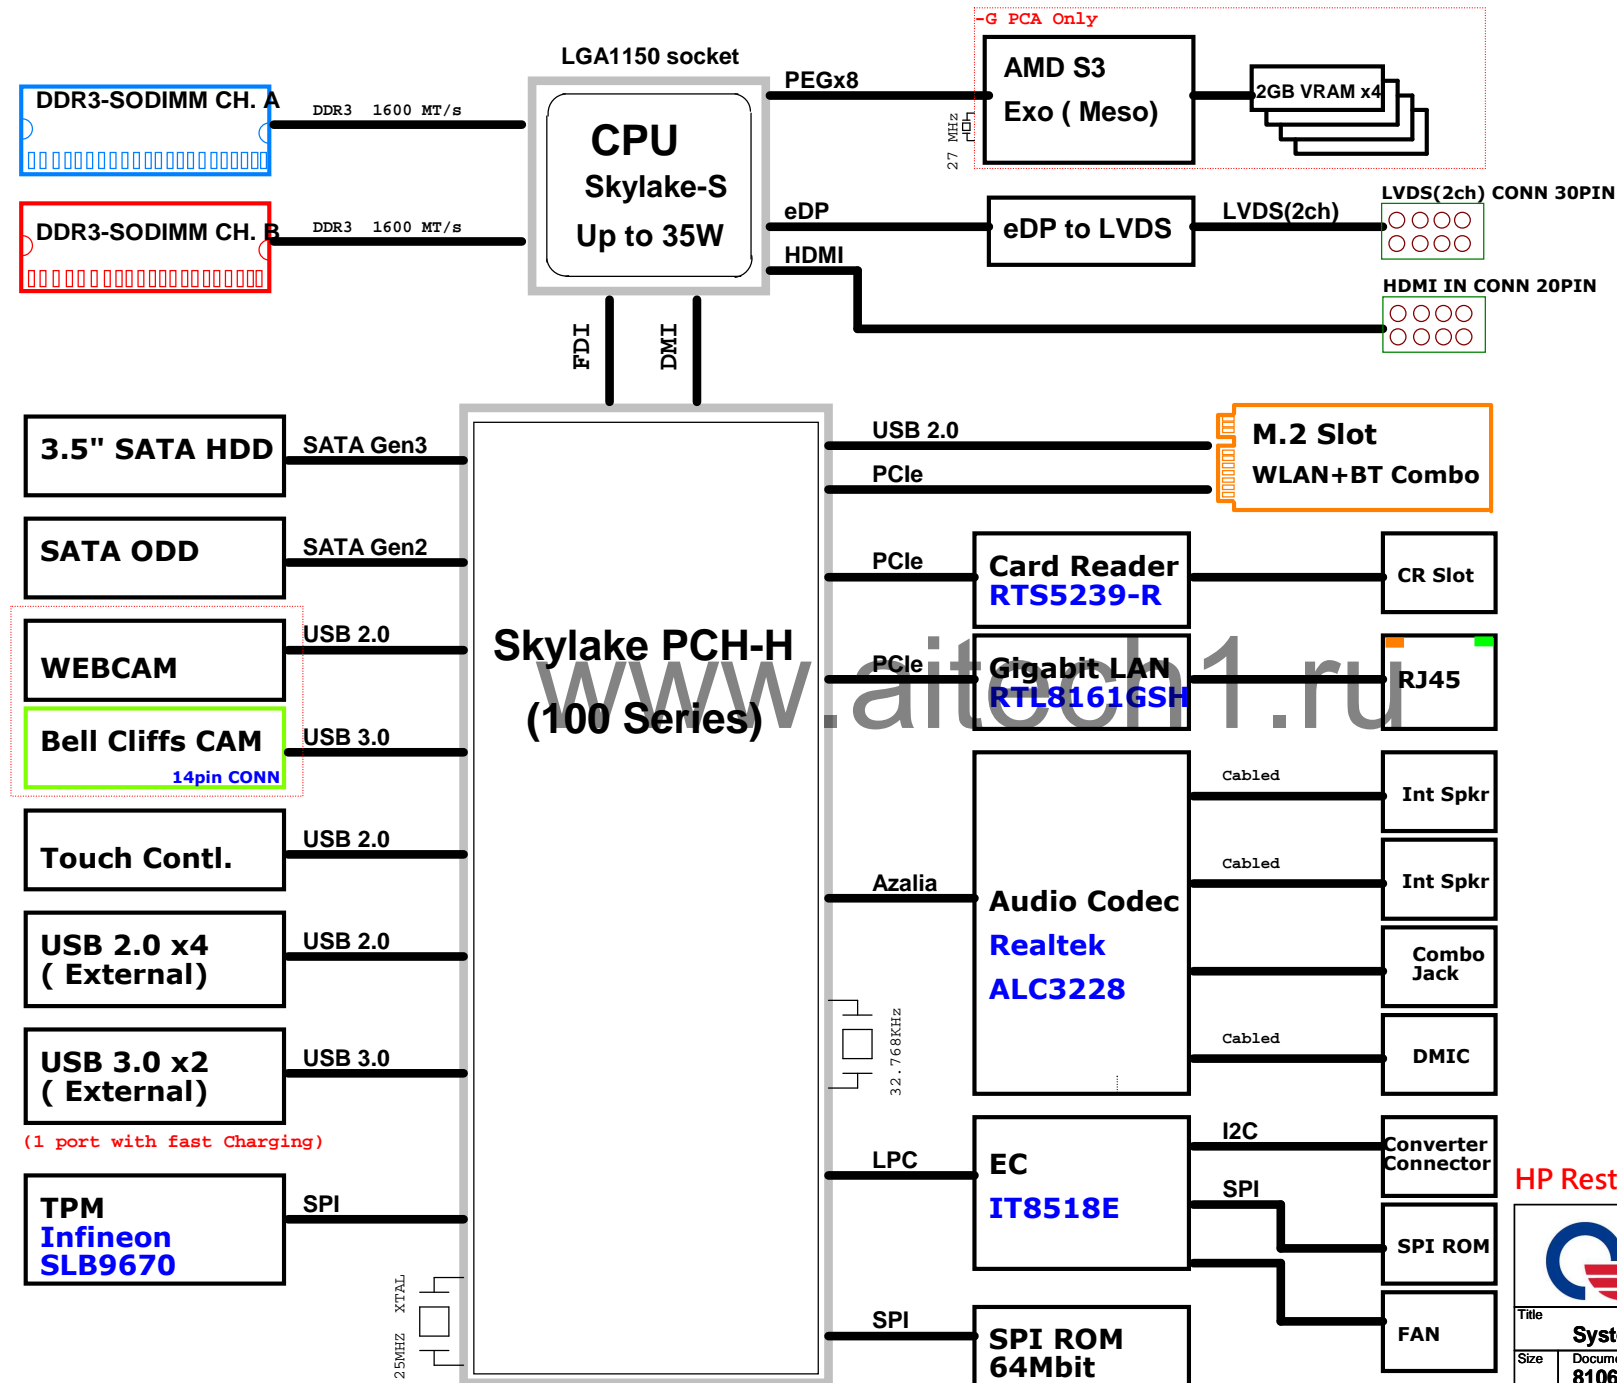 -G PCA Only
LGA1150 socket
DDR3-SODIMM CH. A
DDR3 1600 MT/s
CPU
Skylake-S
Up to 35W
PEGx8
27 MHz
AMD S3
Exo ( Meso)
2GB VRAM x4
DDR3-SODIMM CH. B
DDR3 1600 MT/s
eDP
eDP to LVDS
LVDS(2ch)
LVDS(2ch) CONN 30PIN
HDMI
HDMI IN CONN 20PIN
FDI
DMI
3.5" SATA HDD
SATA Gen3
SATA ODD
SATA Gen2
WEBCAM
USB 2.0
Bell Cliffs CAM
14pin CONN
USB 3.0
Touch Contl.
USB 2.0
USB 2.0 x4
( External)
USB 2.0
USB 3.0 x2
( External)
USB 3.0
(1 port with fast Charging)
TPM
Infineon
SLB9670
SPI
25MHZ XTAL
Skylake PCH-H
(100 Series)
www.aitech1.ru
USB 2.0
PCIe
M.2 Slot
WLAN+BT Combo
PCIe
Card Reader
RTS5239-R
CR Slot
PCIe
Gigabit LAN
RTL8161GSH
RJ45
Azalia
Audio Codec
Realtek
ALC3228
Cabled
Int Spkr
Cabled
Int Spkr
Combo
Jack
Cabled
DMIC
32.768KHz
LPC
EC
IT8518E
I2C
Converter
Connector
SPI
SPI ROM
FAN
SPI
SPI ROM
64Mbit
HP Rest
Title
Syst
Size
Docum
8106